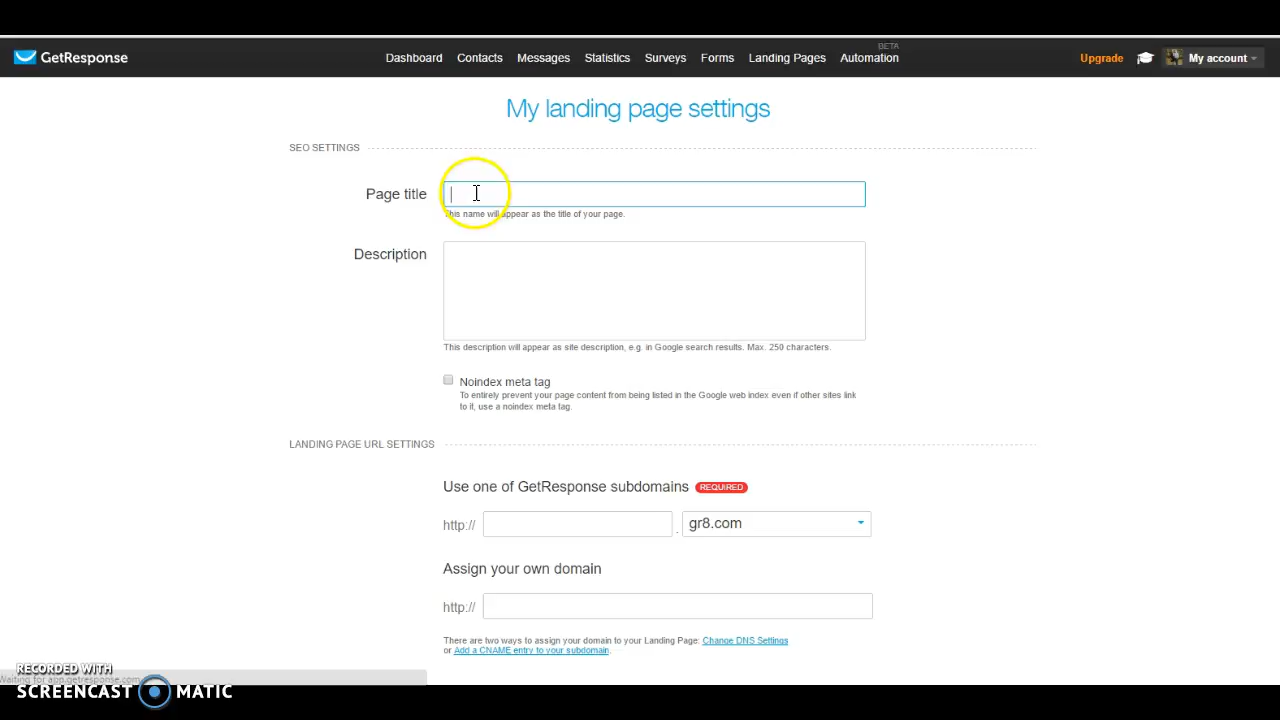 GetResponse
Dashboard Contacts Messages Statistics Surveys Forms Landing Pages Automation BETA Upgrade My account
My landing page settings
SEO SETTINGS
Page title
This name will appear as the title of your page.
Description
This description will appear as site description, e.g. in Google search results. Max. 250 characters.
Noindex meta tag
To entirely prevent your page content from being listed in the Google web index even if other sites link
to it, use a noindex meta tag.
LANDING PAGE URL SETTINGS
Use one of GetResponse subdomains REQUIRED
http:// . gr8.com
Assign your own domain
http://
There are two ways to assign your domain to your Landing Page: Change DNS Settings
or Add a CNAME entry to your subdomain.
RECORDED WITH
Waiting for app.getresponse.com...
SCREENCAST MATIC